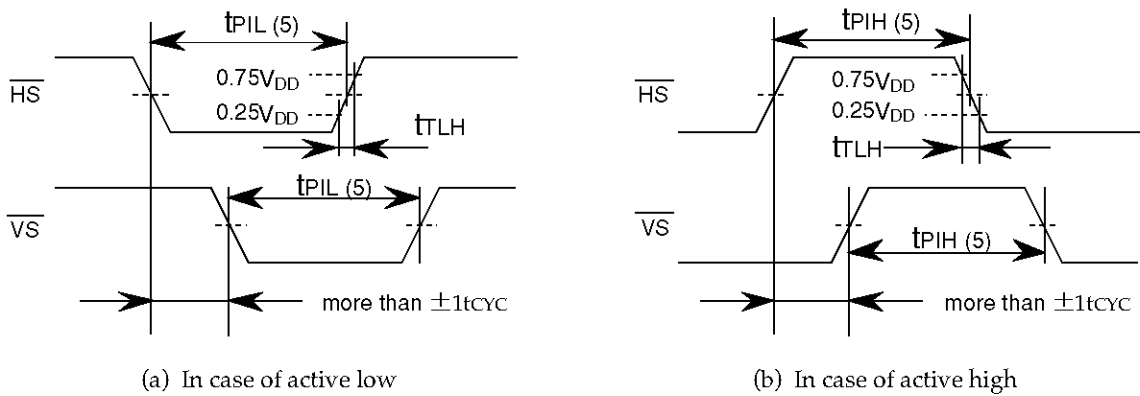 tPIL (5)
HS
0.75VDD
0.25VDD
tTLH
tPIL (5)
VS
more than ±1tCYC
(a) In case of active low
tPIH (5)
HS
0.75VDD
0.25VDD
tTLH
VS
tPIH (5)
more than ±1tCYC
(b) In case of active high